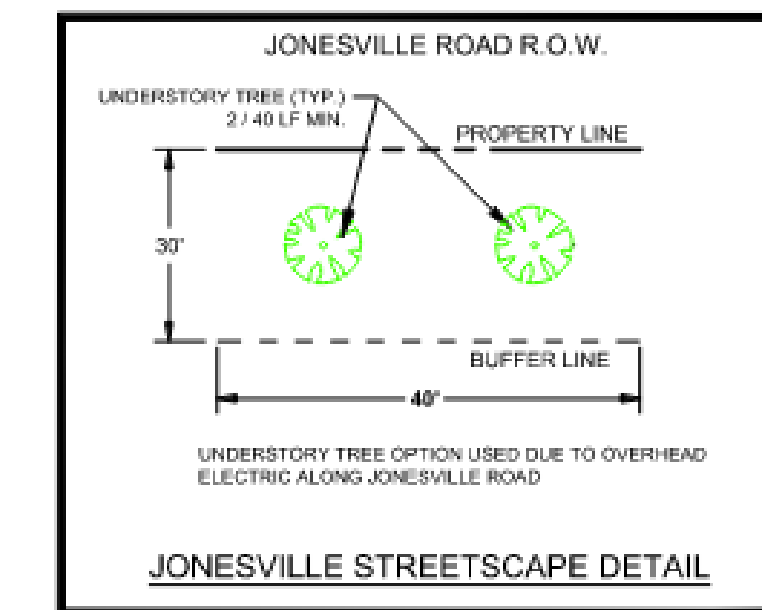 JONESVILLE ROAD R.O.W.
UNDERSTORY TREE (TYP.)
2 / 40 LF MIN.
PROPERTY LINE
30'
BUFFER LINE
40'
UNDERSTORY TREE OPTION USED DUE TO OVERHEAD
ELECTRIC ALONG JONESVILLE ROAD
JONESVILLE STREETSCAPE DETAIL